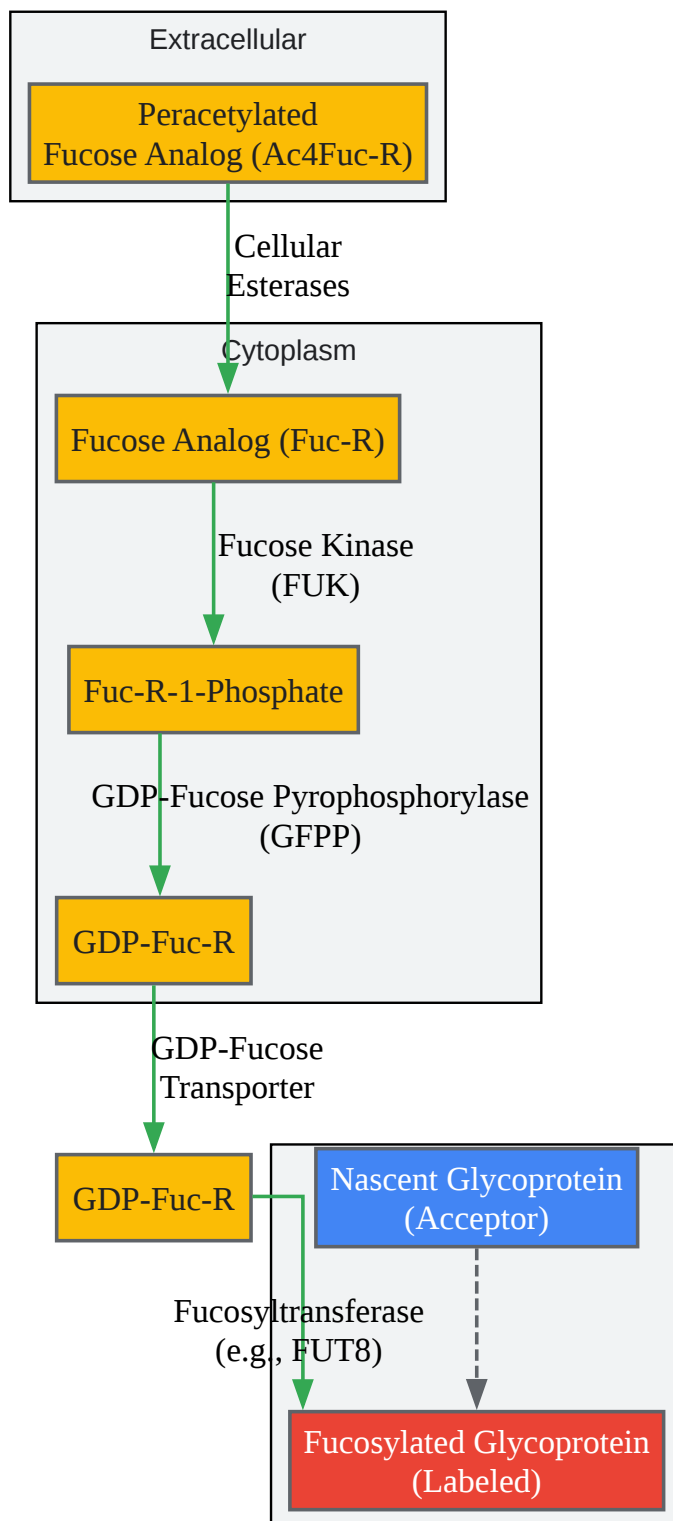 Extracellular
Peracetylated
Fucose Analog (Ac4Fuc-R)
Cellular
Esterases
Cytoplasm
Fucose Analog (Fuc-R)
Fucose Kinase
(FUK)
Fuc-R-1-Phosphate
GDP-Fucose Pyrophosphorylase
(GFPP)
GDP-Fuc-R
GDP-Fucose
Transporter
GDP-Fuc-R
Nascent Glycoprotein
(Acceptor)
Fucosyltransferase
(e.g., FUT8)
Fucosylated Glycoprotein
(Labeled)